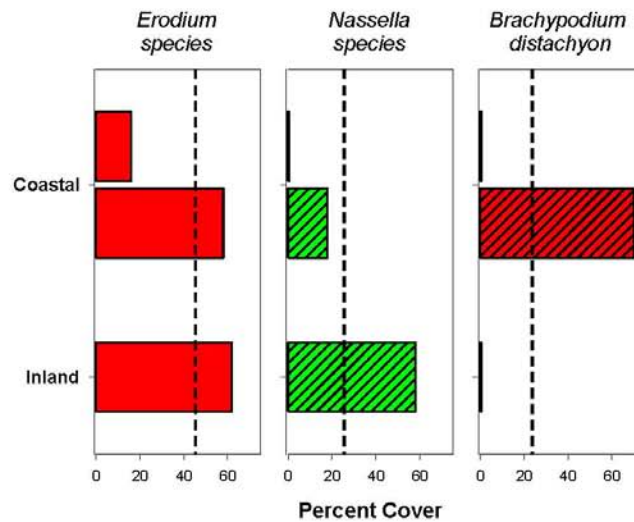 Erodium species
Nassella species
Brachypodium distachyon
Coastal
Inland
0 20 40 60
0 20 40 60
0 20 40 60
Percent Cover